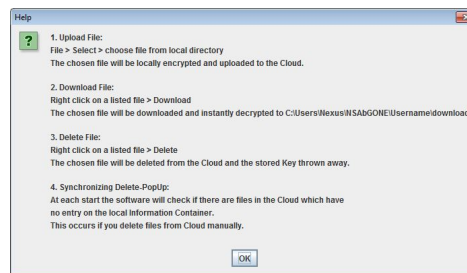 Help
?
1. Upload File:
File > Select > choose file from local directory
The chosen file will be locally encrypted and uploaded to the Cloud.
2. Download File:
Right click on a listed file > Download
The chosen file will be downloaded and instantly decrypted to C:\Users\Nexus\NSAbGONE\Username\download
3. Delete File:
Right click on a listed file > Delete
The chosen file will be deleted from the Cloud and the stored Key thrown away.
4. Synchronizing Delete-PopUp:
At each start the software will check if there are files in the Cloud which have
no entry on the local Information Container.
This occurs if you delete files from Cloud manually.
OK